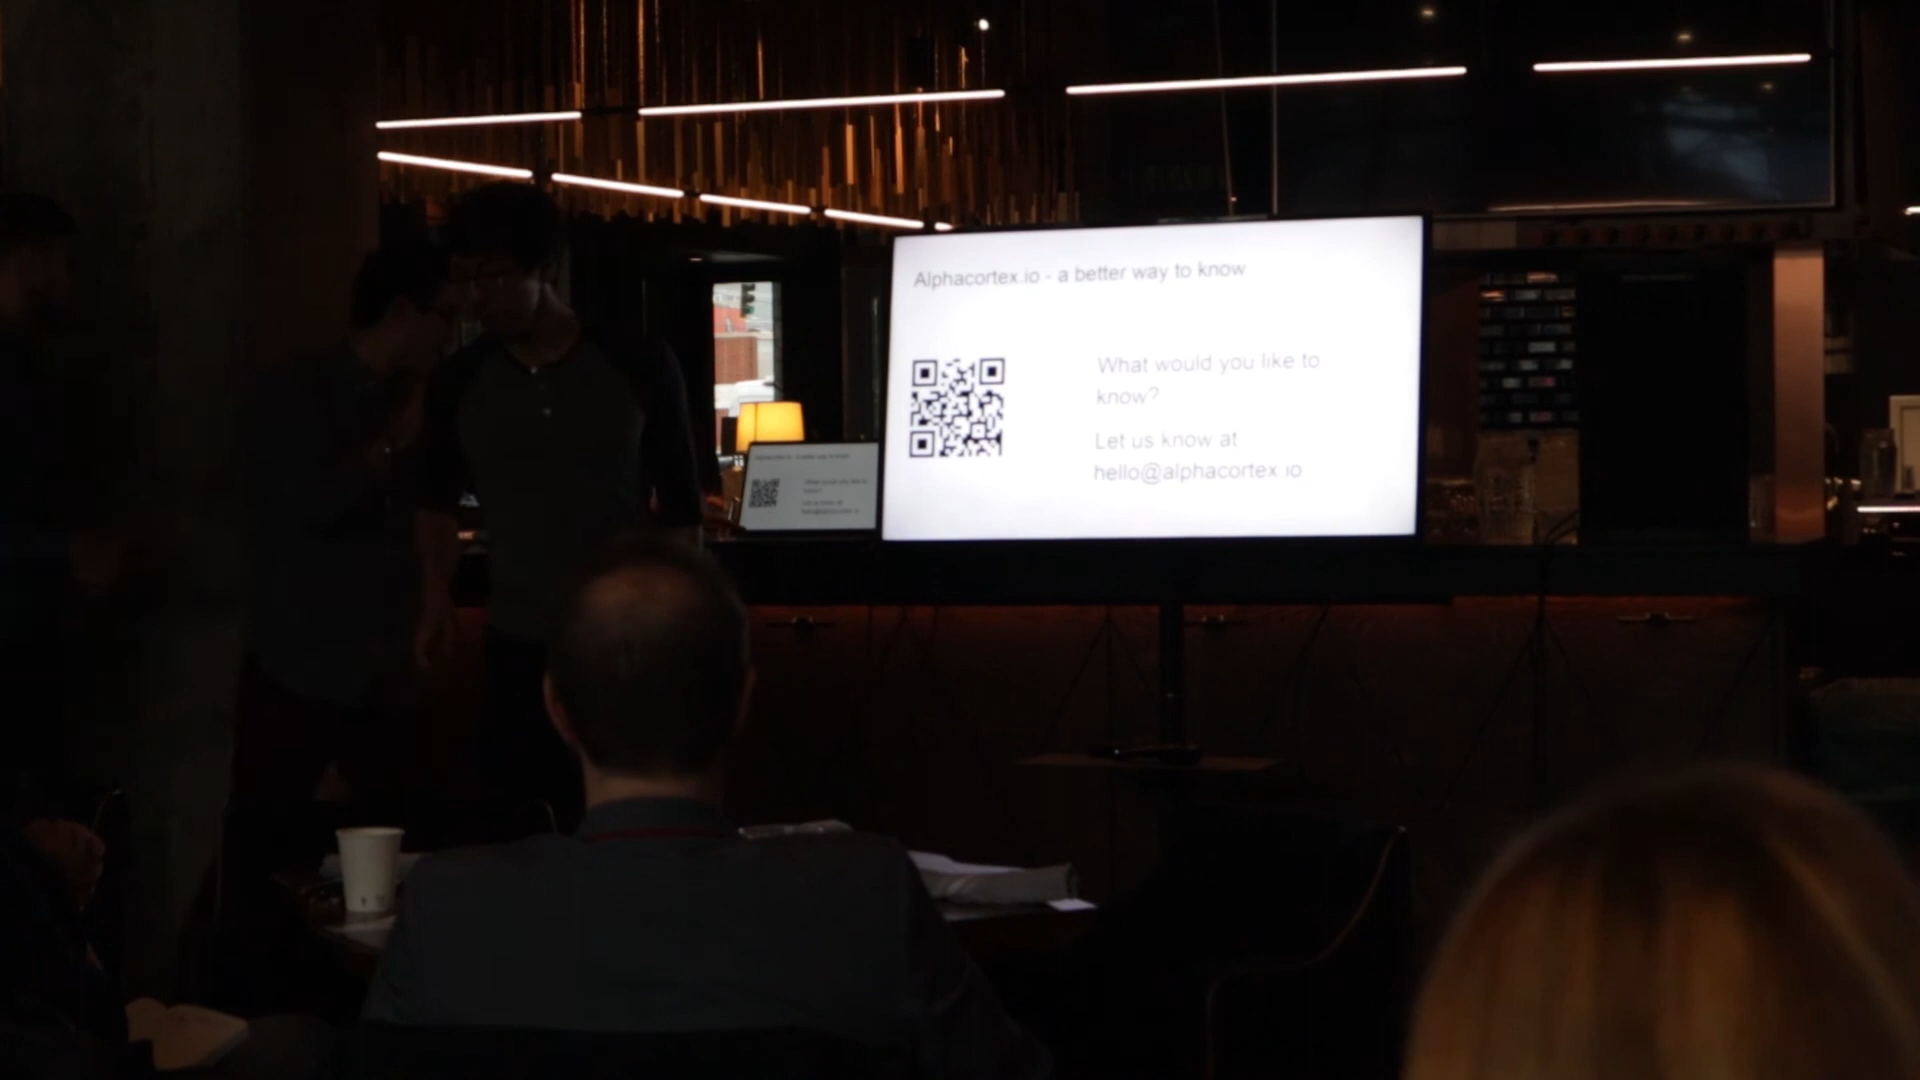 Alphacortex.io - a better way to know
What would you like to
know?
Let us know at
hello@alphacortex.io